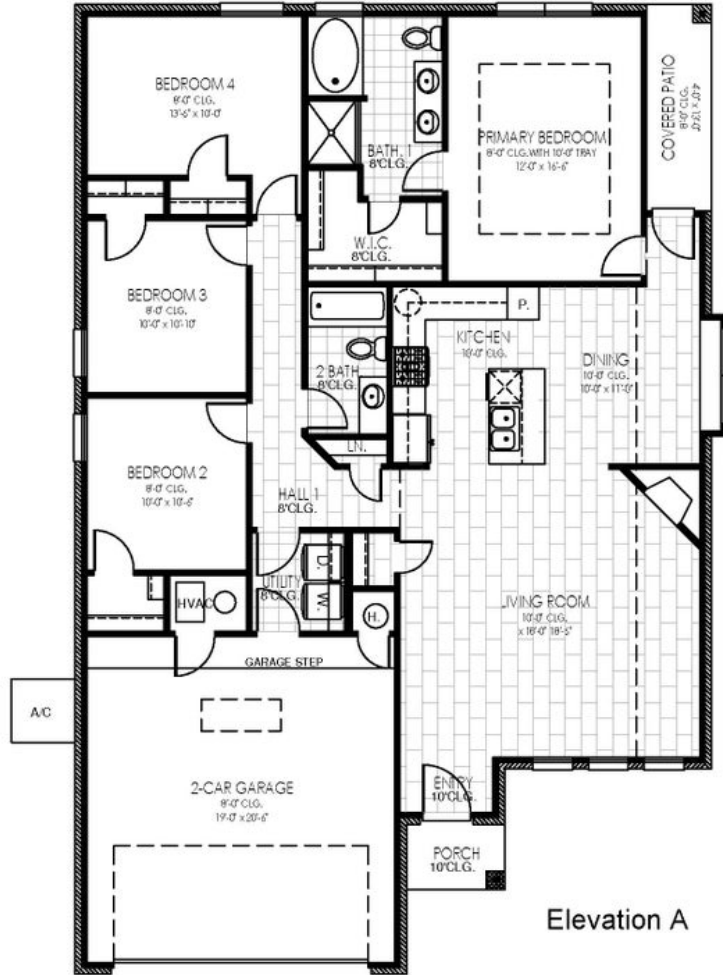 BEDROOM 4
8'-0" CLG.
13'-6" x 10'-0"
BATH. 1
8'CLG.
PRIMARY BEDROOM
8'-0" CLG. WITH 10'-0" TRAY
12'-0" x 16'-6"
COVERED PATIO
8'-0" CLG.
W.I.C.
8'CLG.
BEDROOM 3
8'-0" CLG.
10'-0" x 10'-10"
P.
KITCHEN
10'-0" CLG.
DINING
10'-0" CLG.
10'-0" x 11'-0"
2 BATH
8'CLG.
LN.
BEDROOM 2
8'-0" CLG.
10'-0" x 10'-6"
HALL 1
8'CLG.
D.
UTILITY
8'CLG.
W.
HVAC
H.
LIVING ROOM
10'-0" CLG.
GARAGE STEP
A/C
2-CAR GARAGE
8'-0" CLG.
19'-0" x 20'-6"
ENTRY
10'CLG.
PORCH
10'CLG.
Elevation A